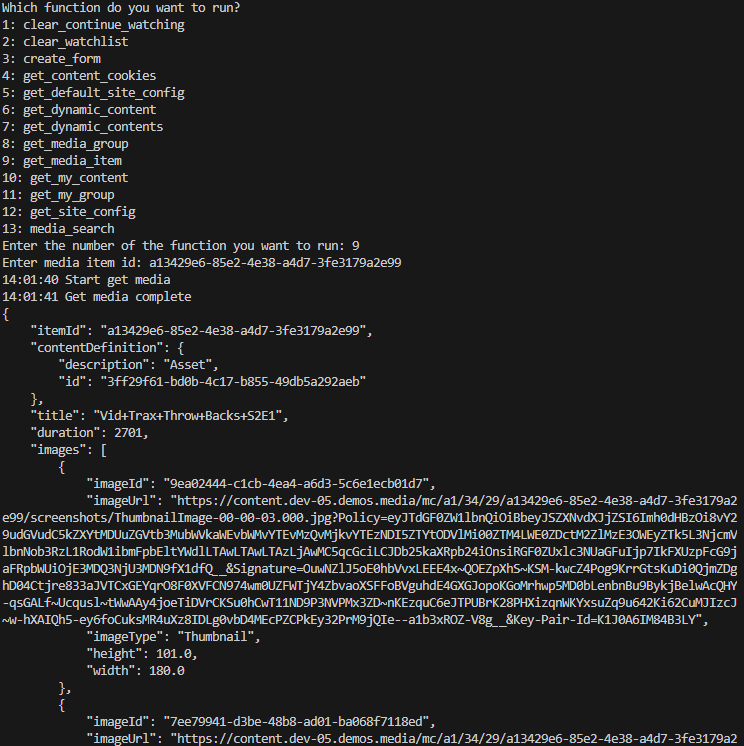 Which function do you want to run?
1: clear_continue_watching
2: clear_watchlist
3: create_form
4: get_content_cookies
5: get_default_site_config
6: get_dynamic_content
7: get_dynamic_contents
8: get_media_group
9: get_media_item
10: get_my_content
11: get_my_group
12: get_site_config
13: media_search
Enter the number of the function you want to run: 9
Enter media item id: a13429e6-85e2-4e38-a4d7-3fe3179a2e99
14:01:40 Start get media
14:01:41 Get media complete
{
    "itemId": "a13429e6-85e2-4e38-a4d7-3fe3179a2e99",
    "contentDefinition": {
        "description": "Asset",
        "id": "3ff29f61-bd0b-4c17-b855-49db5a292aeb"
    },
    "title": "Vid+Trax+Throw+Backs+S2E1",
    "duration": 2701,
    "images": [
        {
            "imageId": "9ea02444-c1cb-4ea4-a6d3-5c6e1ecb01d7",
            "imageUrl": "https://content.dev-05.demos.media/mc/a1/34/29/a13429e6-85e2-4e38-a4d7-3fe3179a2
e99/screenshots/ThumbnailImage-00-00-03.000.jpg?Policy=eyJTdGF0ZW1lbnQiOiBbeyJSZXNvdXJjZSI6Imh0dHBzOi8vY2
9udGVudC5kZXYtMDUuZGVtb3MubWVkaWEvbWMvYTEvMzQvMjkvYTEzNDI5ZTYtODVlMi00ZTM4LWE0ZDctM2ZlMzE3OWEyZTk5L3NjcmV
lbnNob3RzL1RodW1ibmFpbEltYWdlLTAwLTAwLTAzLjAwMC5qcGciLCJDb25kaXRpb24iOnsiRGF0ZUxlc3NUaGFuIjp7IkFXUzpFcG9j
aFRpbWUiOjE3MDQ3NjU3MDN9fX1dfQ__&Signature=OuwNZlJ5oE0hbVvxLEEE4x~QOEZpXhS~KSM-kwcZ4Pog9KrrGtsKuDi0QjmZDg
hD04Ctjre833aJVTCxGEYqrO8F0XVFCN974wm0UZFWTjY4ZbvaoXSFFoBVguhdE4GXGJopoKGoMrhwp5MD0bLenbnBu9BykjBelwAcQHY
-qsGALf~Ucqusl~tWwAAy4joeTiDVrCKSu0hCwT11ND9P3NVPMx3ZD~nKEzquC6eJTPUBrK28PHXizqnWKYxsuZq9u642Ki62CuMJIzcJ
~w-hXAIQh5-ey6foCuksMR4uXz8IDLg0vbD4MEcPZCPkEy32PrM9jQIe--a1b3xROZ-V8g__&Key-Pair-Id=K1J0A6IM84B3LY",
            "imageType": "Thumbnail",
            "height": 101.0,
            "width": 180.0
        },
        {
            "imageId": "7ee79941-d3be-48b8-ad01-ba068f7118ed",
            "imageUrl": "https://content.dev-05.demos.media/mc/a1/34/29/a13429e6-85e2-4e38-a4d7-3fe3179a2